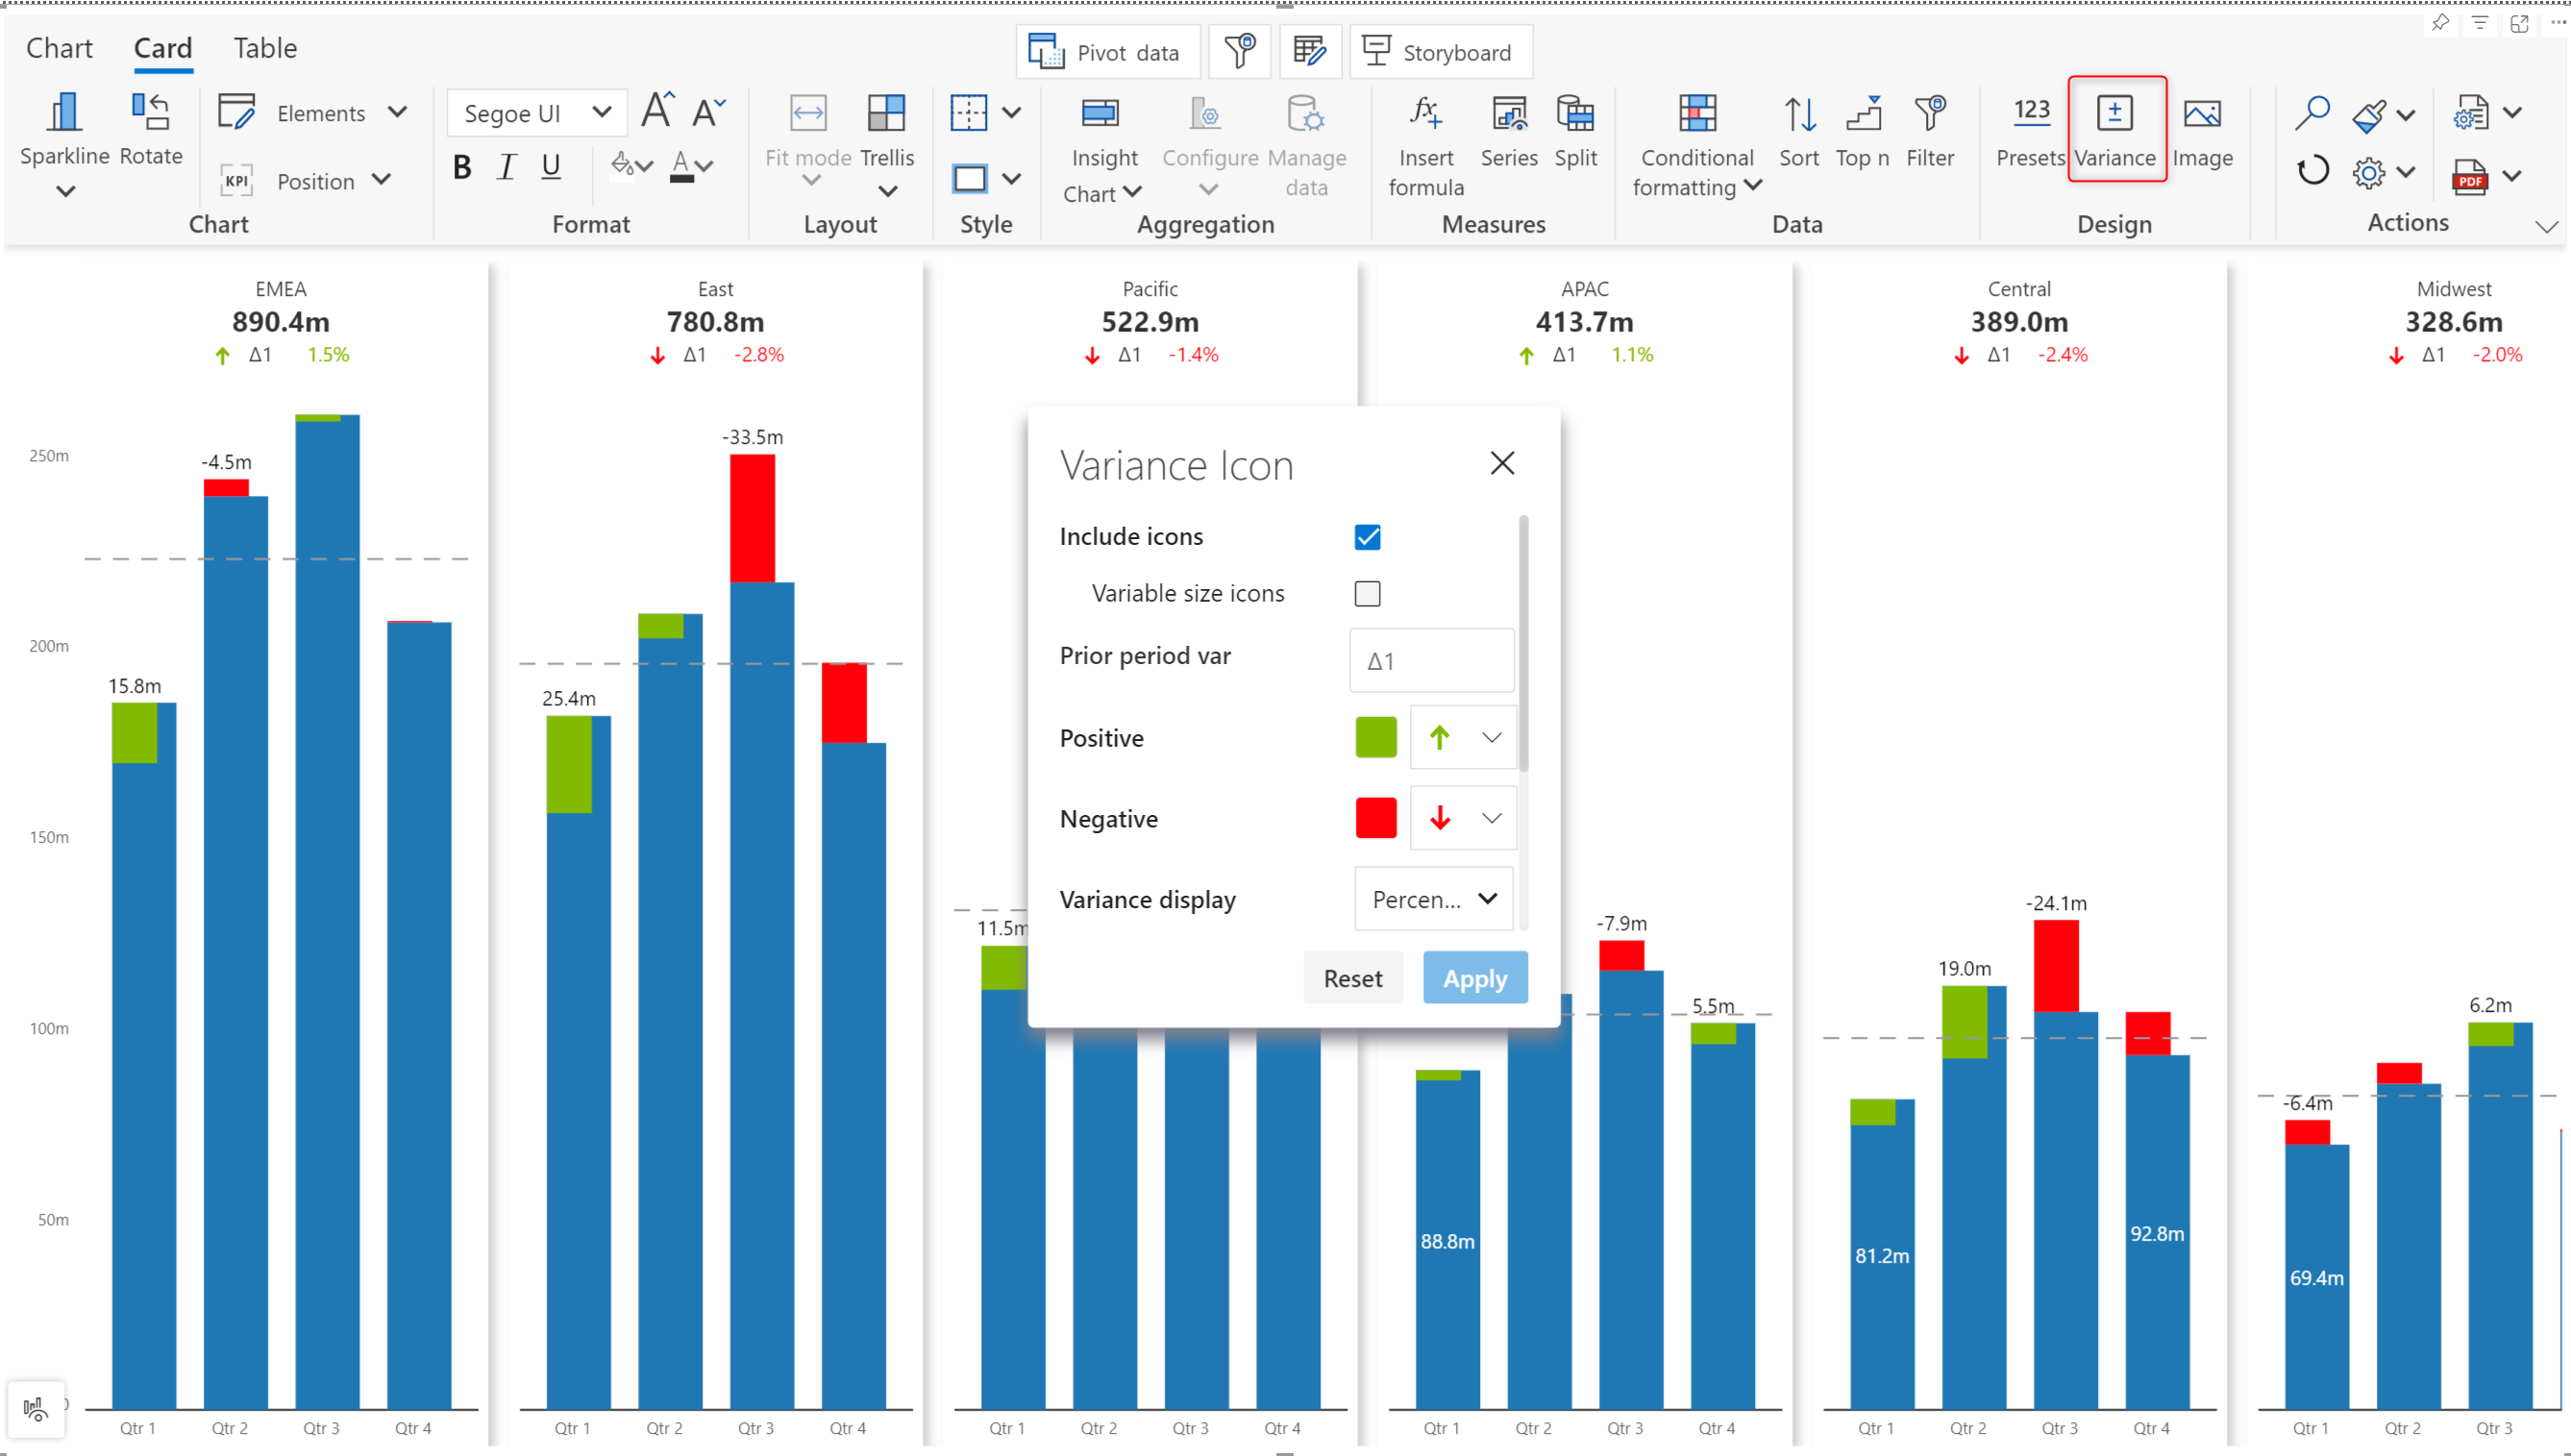 Chart Card Table
Pivot data Storyboard
Sparkline Rotate
Elements
KPI Position
Chart
Segoe UI A A
B I U A
Format
Fit mode Trellis
Layout
Style
Insight Chart
Configure
Manage data
Aggregation
fx
Insert formula
Series Split
Measures
Conditional formatting
Sort Top n Filter
Data
123
Presets Variance Image
Design
PDF
Actions
EMEA
890.4m
Δ1 1.5%
East
780.8m
Δ1 -2.8%
Pacific
522.9m
Δ1 -1.4%
APAC
413.7m
Δ1 1.1%
Central
389.0m
Δ1 -2.4%
Midwest
328.6m
Δ1 -2.0%
250m
200m
150m
100m
50m
0
15.8m
-4.5m
25.4m
-33.5m
11.5m
-7.9m
5.5m
88.8m
19.0m
-24.1m
81.2m
92.8m
-6.4m
6.2m
69.4m
Variance Icon
Include icons
Variable size icons
Prior period var Δ1
Positive
Negative
Variance display Percen...
Reset Apply
Qtr 1 Qtr 2 Qtr 3 Qtr 4
Qtr 1 Qtr 2 Qtr 3 Qtr 4
Qtr 1 Qtr 2 Qtr 3 Qtr 4
Qtr 1 Qtr 2 Qtr 3 Qtr 4
Qtr 1 Qtr 2 Qtr 3 Qtr 4
Qtr 1 Qtr 2 Qtr 3